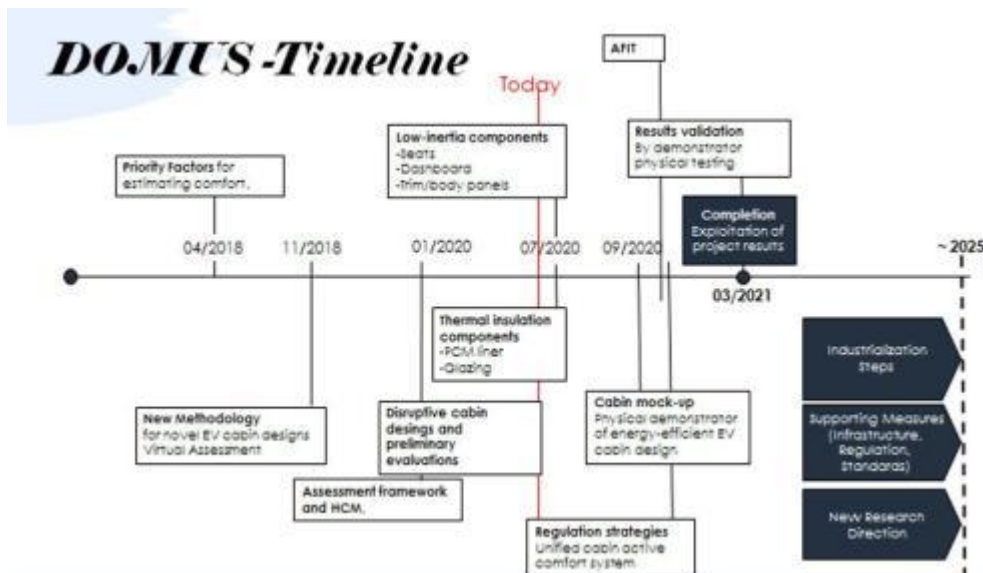 DOMUS-Timeline
AFIT
Today
Low-inertia components
-Seats
-Dashboard
-Trim/body panels
Results validation
By demonstrator
physical testing
Priority Factors for
estimating comfort.
Completion
Exploitation of
project results
04/2018
11/2018
01/2020
07/2020
09/2020
~2025
03/2021
Thermal insulation
components
-PCM liner
-Glazing
Industrialization
Steps
New Methodology
for novel EV cabin designs
Virtual Assessment
Disruptive cabin
desings and
preliminary
evaluations
Cabin mock-up
Physical demonstrator
of energy-efficient EV
cabin design
Supporting Measures
(Infrastructure,
Regulation,
Standards)
Assessment framework
and HCM.
New Research
Direction
Regulation strategies
Unified cabin active
comfort system